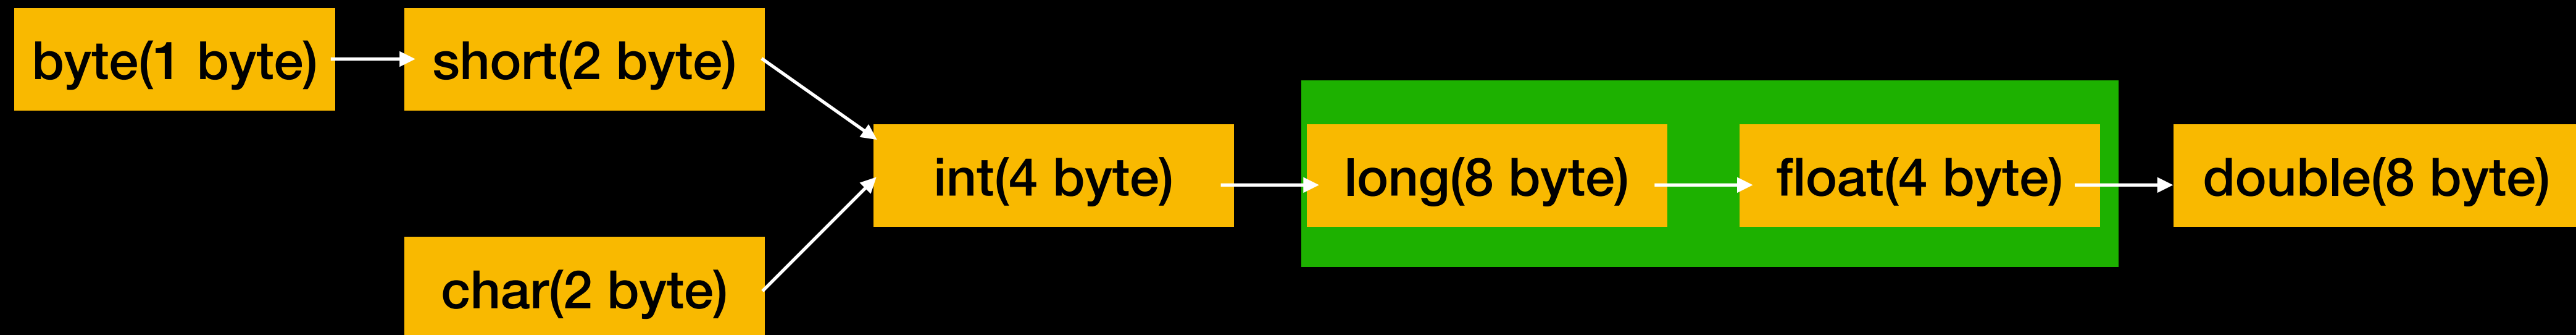 byte(1 byte)
short(2 byte)
int(4 byte)
long(8 byte)
float(4 byte)
double(8 byte)
char(2 byte)